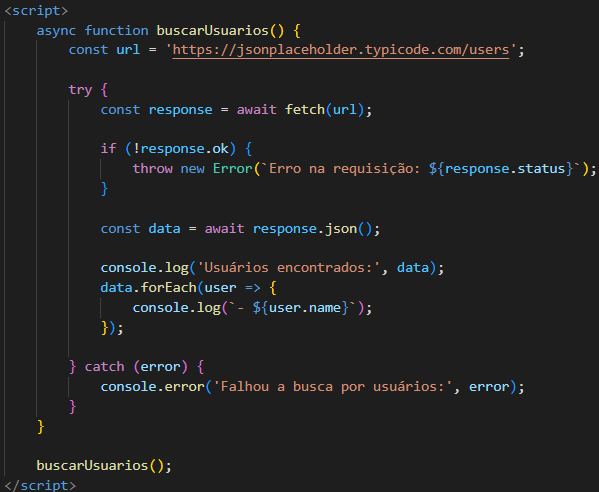 <script>
async function buscarUsuarios() {
const url = 'https://jsonplaceholder.typicode.com/users';
try {
const response = await fetch(url);
if (!response.ok) {
throw new Error(`Erro na requisição: ${response.status}`);
}
const data = await response.json();
console.log('Usuários encontrados:', data);
data.forEach(user => {
console.log(`- ${user.name}`);
});
} catch (error) {
console.error('Falhou a busca por usuários:', error);
}
}
buscarUsuarios();
</script>